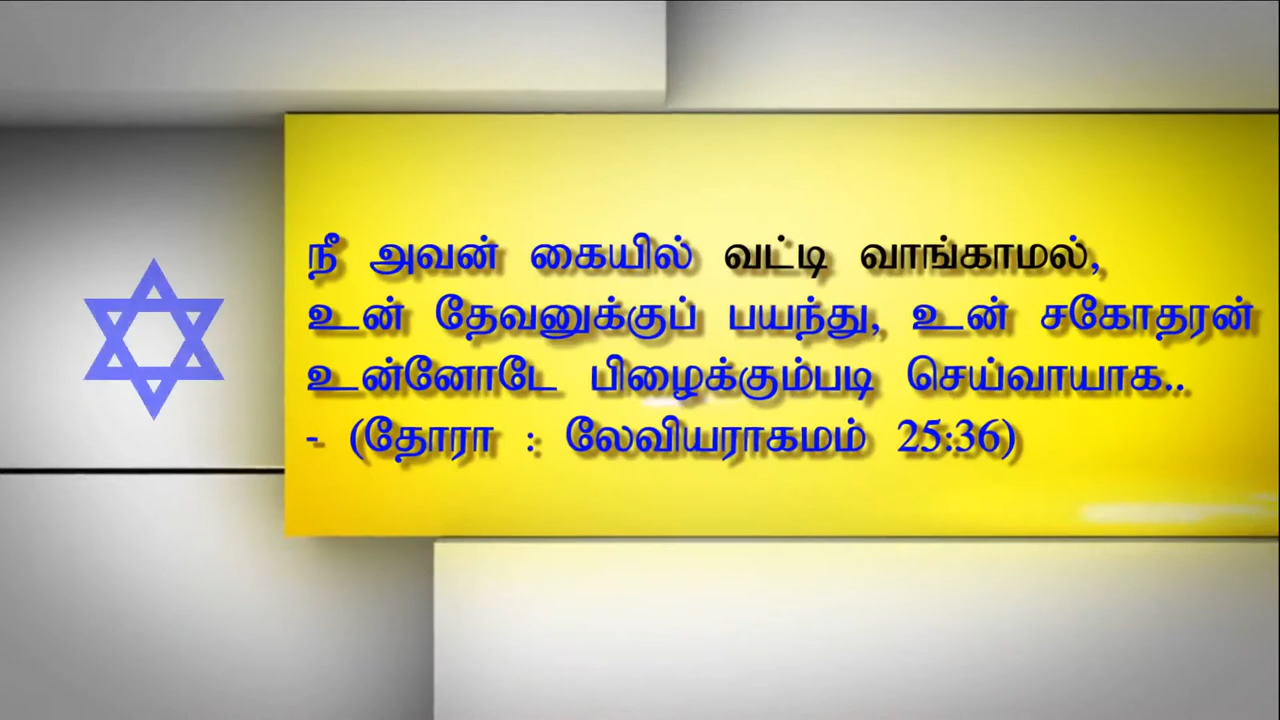 நீ அவன் கையில் வட்டி வாங்காமல்,
உன் தேவனுக்குப் பயந்து, உன் சகோதரன்
உன்னோடே பிழைக்கும்படி செய்வாயாக..
- (தோரா : லேவியராகமம் 25:36)